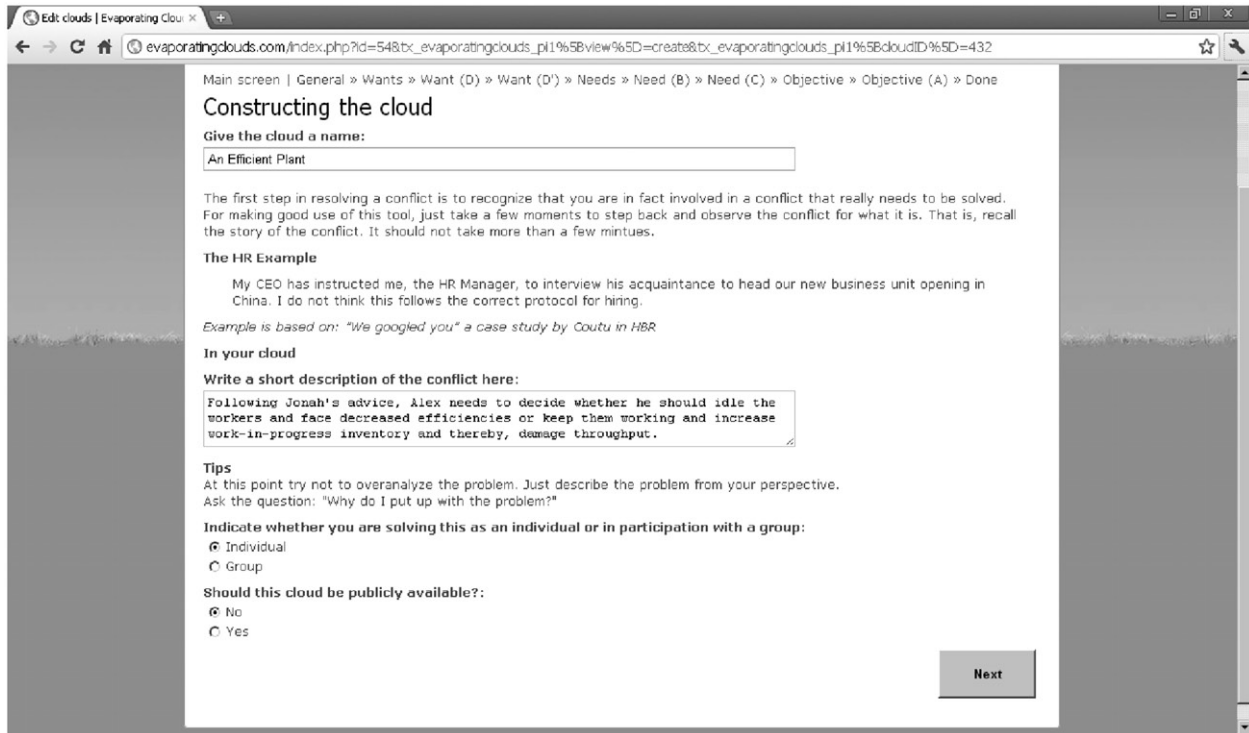 Edit clouds | Evaporating Clou
evaporatingclouds.com/index.php?id=54&tx_evaporatingclouds_pi1%5Bview%5D=create&tx_evaporatingclouds_pi1%5BcloudID%5D=432
Main screen | General » Wants » Want (D) » Want (D') » Needs » Need (B) » Need (C) » Objective » Objective (A) » Done
Constructing the cloud
Give the cloud a name:
An Efficient Plant
The first step in resolving a conflict is to recognize that you are in fact involved in a conflict that really needs to be solved.
For making good use of this tool, just take a few moments to step back and observe the conflict for what it is. That is, recall
the story of the conflict. It should not take more than a few mintues.
The HR Example
My CEO has instructed me, the HR Manager, to interview his acquaintance to head our new business unit opening in
China. I do not think this follows the correct protocol for hiring.
Example is based on: "We googled you" a case study by Coutu in HBR
In your cloud
Write a short description of the conflict here:
Following Jonah's advice, Alex needs to decide whether he should idle the
workers and face decreased efficiencies or keep them working and increase
work-in-progress inventory and thereby, damage throughput.
Tips
At this point try not to overanalyze the problem. Just describe the problem from your perspective.
Ask the question: "Why do I put up with the problem?"
Indicate whether you are solving this as an individual or in participation with a group:
Individual
Group
Should this cloud be publicly available?:
No
Yes
Next